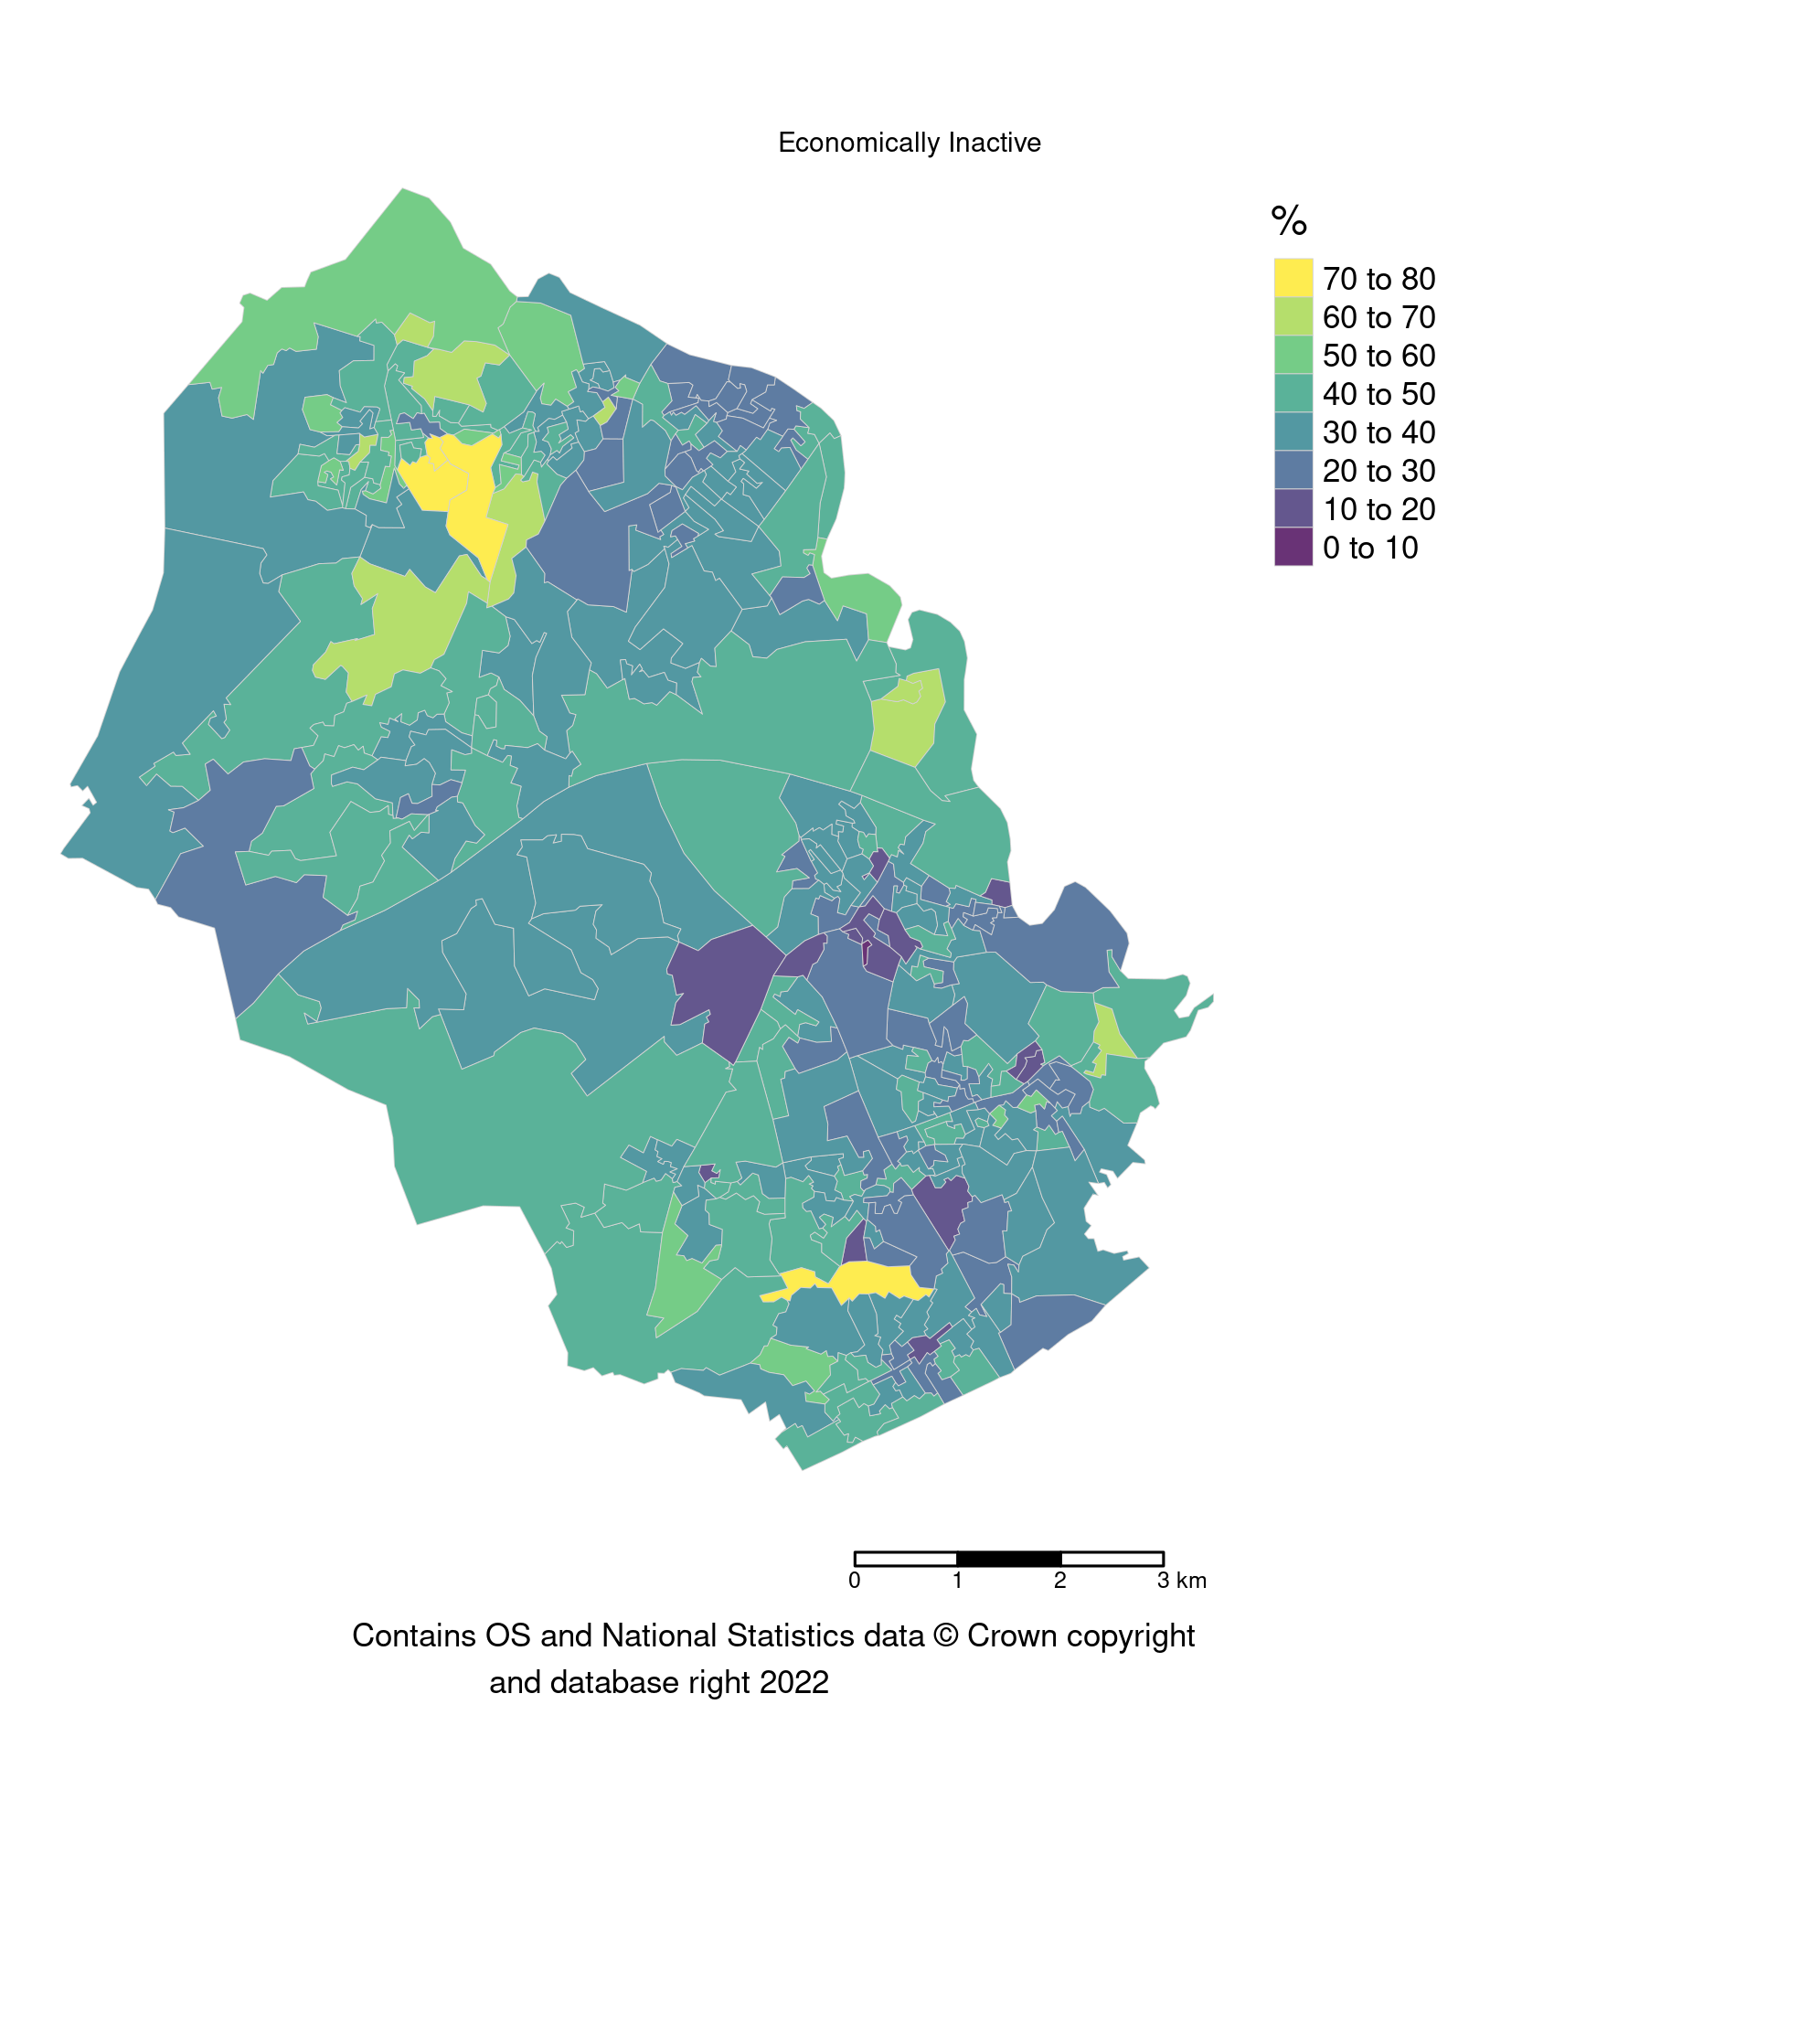 Economically Inactive
%
70 to 80
60 to 70
50 to 60
40 to 50
30 to 40
20 to 30
10 to 20
0 to 10
0 1 2 3 km
Contains OS and National Statistics data © Crown copyright
and database right 2022